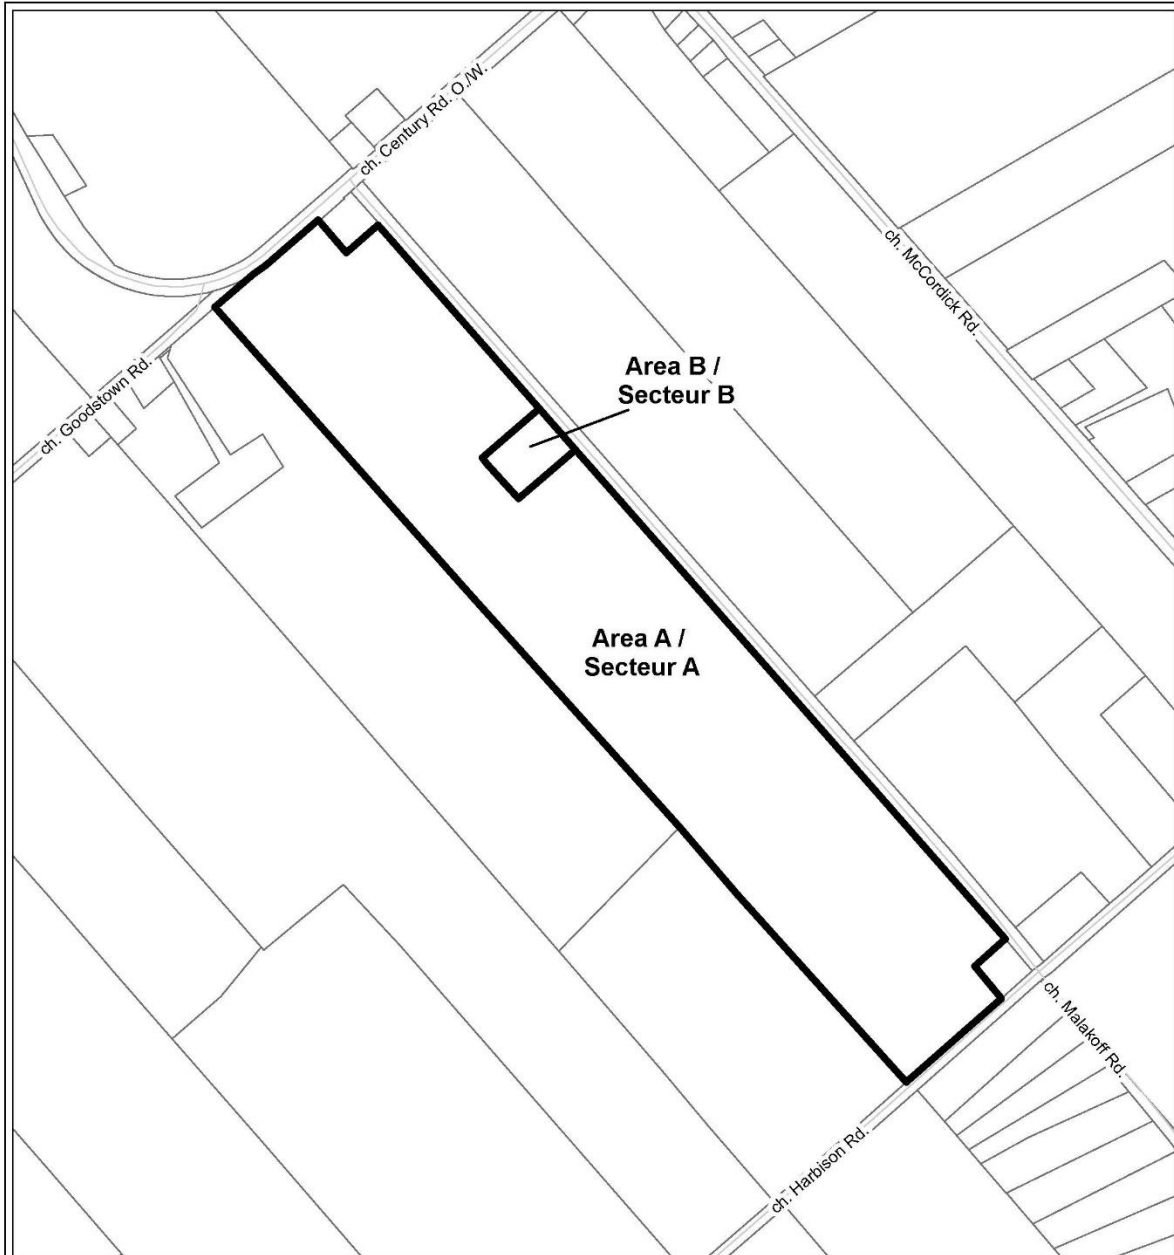 ch. Century Rd. O./W.
ch. McCordick Rd.
ch. Goodstown Rd.
Area B /
Secteur B
Area A /
Secteur A
ch. Malakoff Rd.
ch. Harbison Rd.